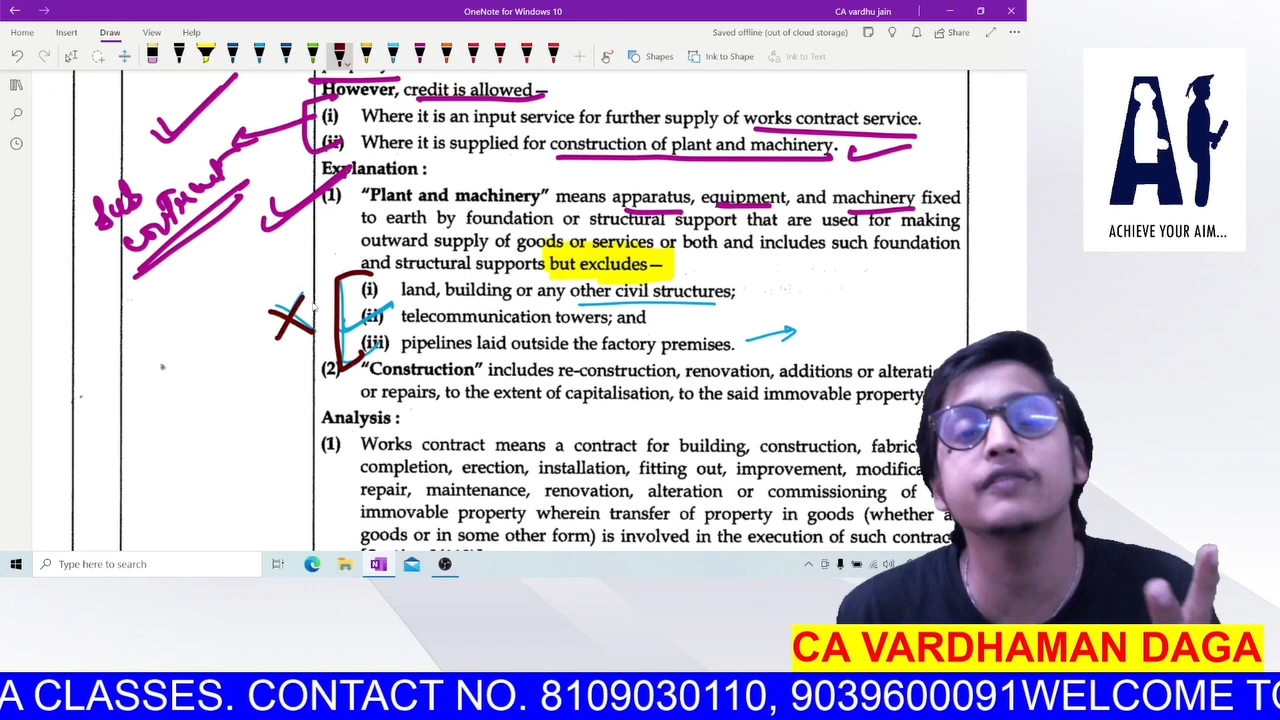 OneNote for Windows 10
CA vardhu jain
Home Insert Draw View Help
Saved offline (out of cloud storage)
Share
Shapes Ink to Shape Ink to Text
However, credit is allowed—
(i) Where it is an input service for further supply of works contract service.
(ii) Where it is supplied for construction of plant and machinery.
Explanation :
(1) “Plant and machinery” means apparatus, equipment, and machinery fixed
to earth by foundation or structural support that are used for making
outward supply of goods or services or both and includes such foundation
and structural supports but excludes—
(i) land, building or any other civil structures;
(ii) telecommunication towers; and
(iii) pipelines laid outside the factory premises.
(2) “Construction” includes re-construction, renovation, additions or
or repairs, to the extent of capitalisation, to the said immovable property
Analysis :
(1) Works contract means a contract for building, construction,
completion, erection, installation, fitting out, improvement,
repair, maintenance, renovation, alteration or commissioning of
immovable property wherein transfer of property in goods (whether
goods or in some other form) is involved in the execution of such
Sub
contract
Type here to search
ACHIEVE YOUR AIM...
CA VARDHAMAN DAGA
A CLASSES. CONTACT NO. 8109030110, 9039600091WELCOME TO